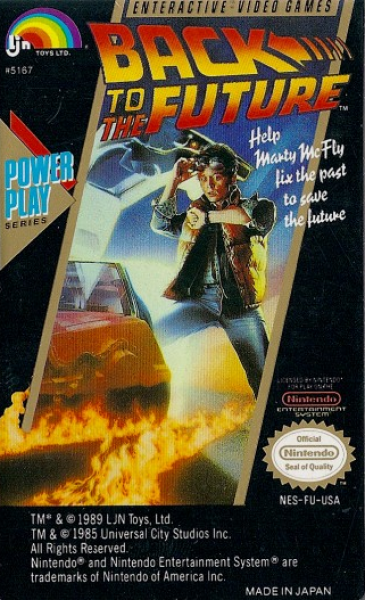 INTERACTIVE-VIDEO GAMES
LJN
TOYS LTD.
#5167
BACK
TO
THE FUTURE™
Help
Marty McFly
fix the past
to save
the future
POWER
PLAY
SERIES
LICENSED BY NINTENDO®
FOR PLAY ON THE
Nintendo®
ENTERTAINMENT
SYSTEM®
Official
Nintendo®
Seal of Quality
NES-FU-USA
TM® & © 1989 LJN Toys, Ltd.
TM & © 1985 Universal City Studios Inc.
All Rights Reserved.
Nintendo® and Nintendo Entertainment System® are
trademarks of Nintendo of America Inc.
MADE IN JAPAN